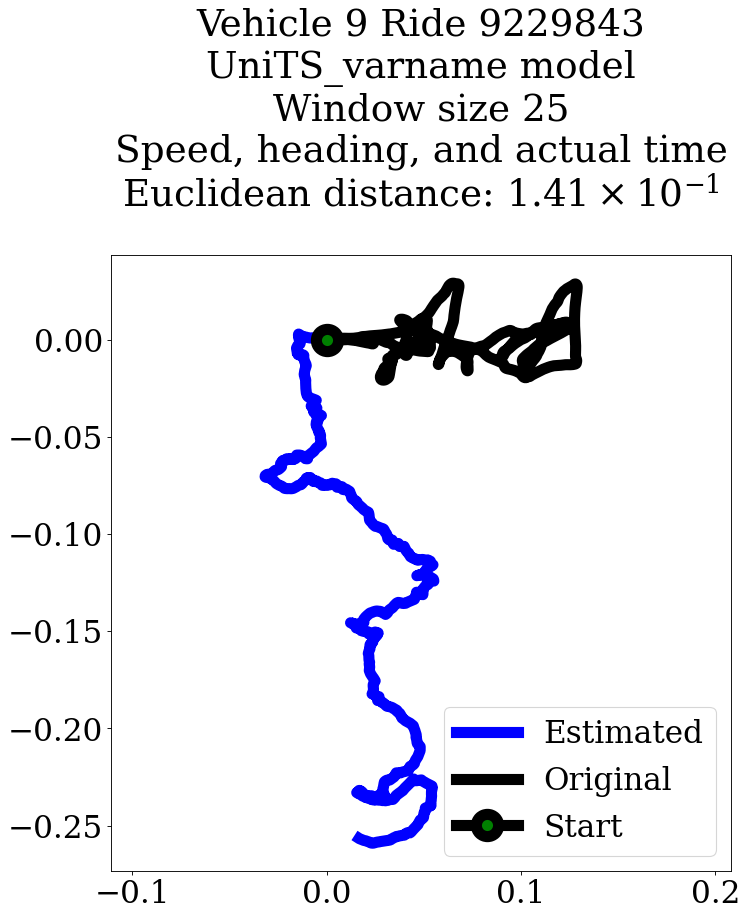 Vehicle 9 Ride 9229843
UniTS_varname model
Window size 25
Speed, heading, and actual time
Euclidean distance: 1.41 × 10⁻¹
0.00
−0.05
−0.10
−0.15
−0.20
−0.25
Estimated
Original
Start
−0.1
0.0
0.1
0.2